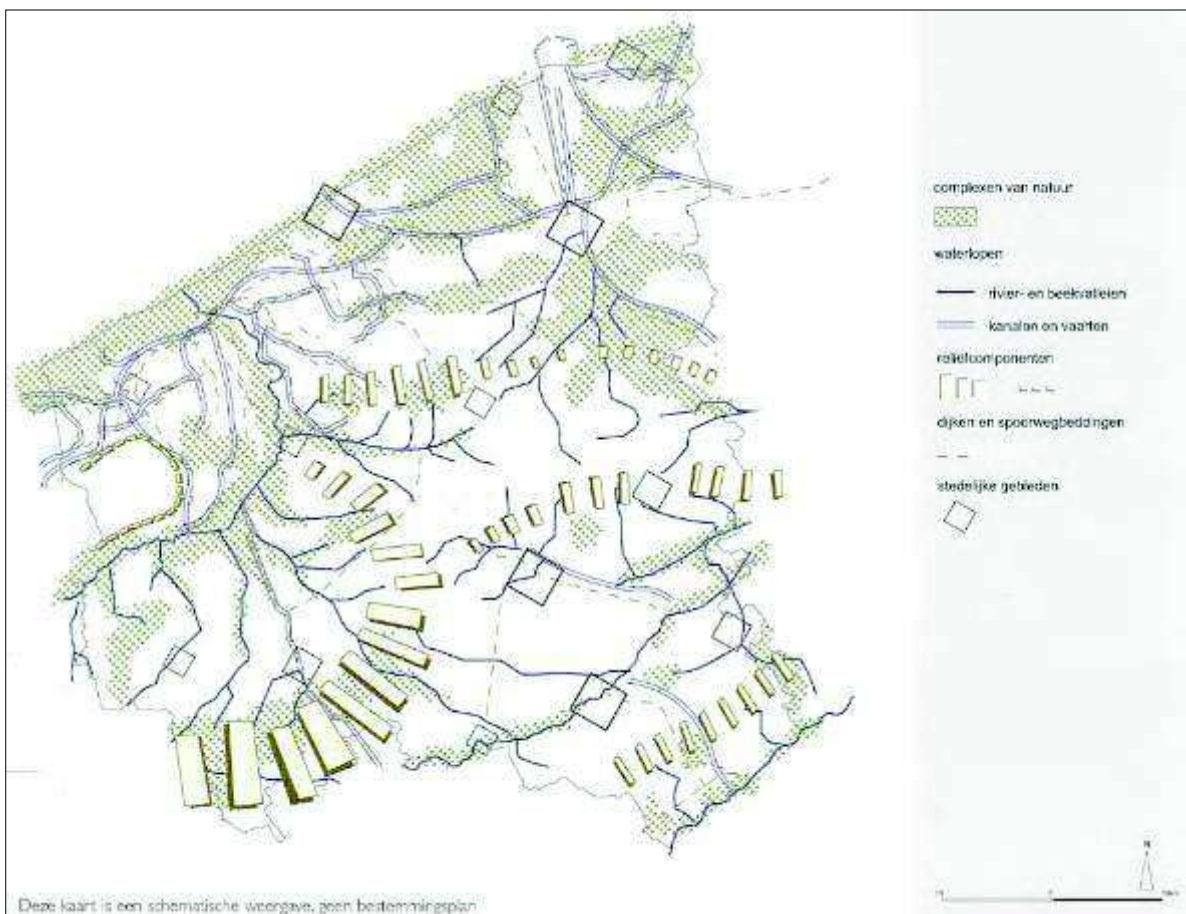 complexen van natuur
waterlopen
rivier- en beekvalleien
kanalen en vaarten
reliëfcomponenten
dijken en spoorwegbeddingen
stedelijke gebieden
N
Deze kaart is een schematische weergave, geen bestemmingsplan